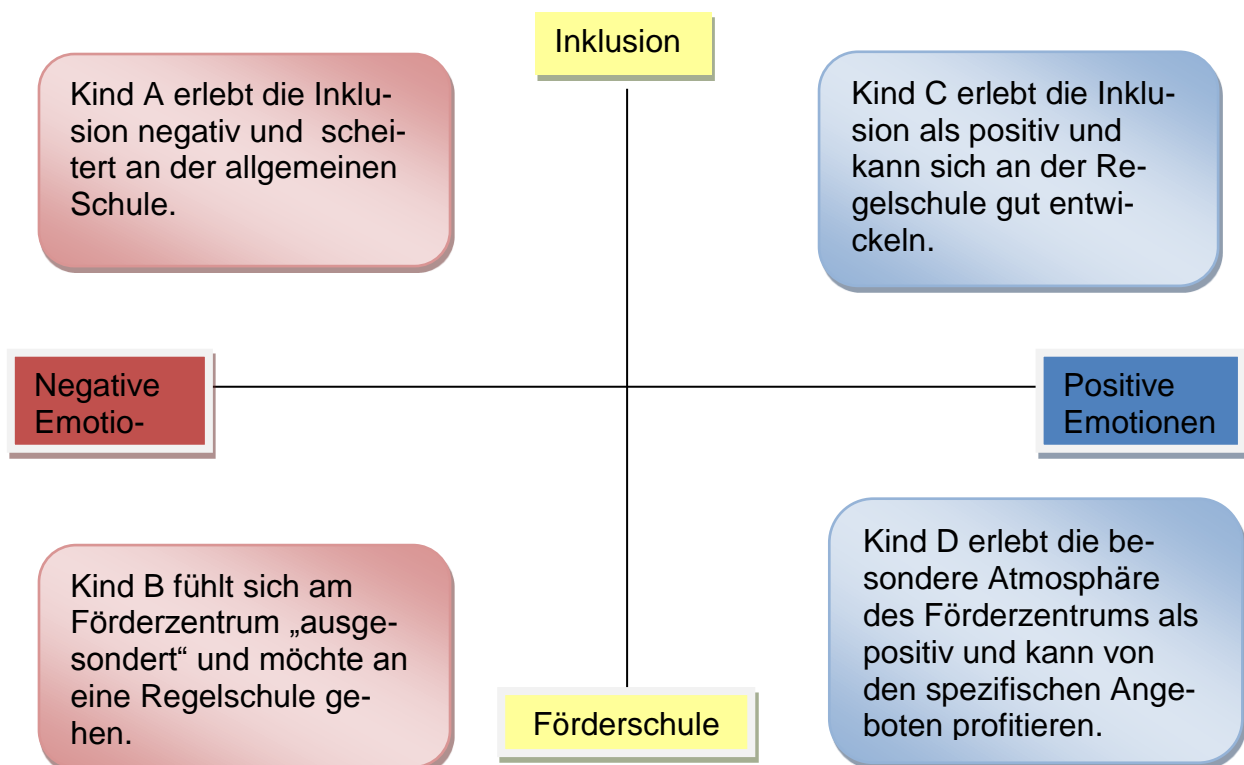 Inklusion
Kind A erlebt die Inklu-
sion negativ und  schei-
tert an der allgemeinen
Schule.
Kind C erlebt die Inklu-
sion als positiv und
kann sich an der Re-
gelschule gut entwi-
ckeln.
Negative
Emotio-
Positive
Emotionen
Kind B fühlt sich am
Förderzentrum „ausge-
sondert“ und möchte an
eine Regelschule ge-
hen.
Kind D erlebt die be-
sondere Atmosphäre
des Förderzentrums als
positiv und kann von
den spezifischen Ange-
boten profitieren.
Förderschule